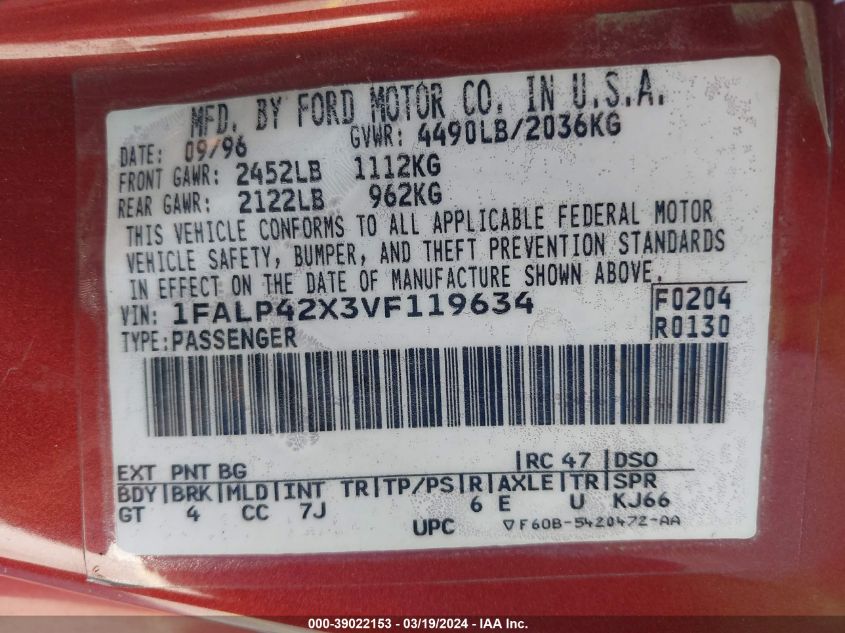 MFD. BY FORD MOTOR CO. IN U.S.A.
DATE: 09/96 GVWR: 4490LB/2036KG
FRONT GAWR: 2452LB 1112KG
REAR GAWR: 2122LB 962KG
THIS VEHICLE CONFORMS TO ALL APPLICABLE FEDERAL MOTOR
VEHICLE SAFETY, BUMPER, AND THEFT PREVENTION STANDARDS
IN EFFECT ON THE DATE OF MANUFACTURE SHOWN ABOVE.
VIN: 1FALP42X3VF119634 F0204
TYPE: PASSENGER R0130
EXT PNT BG RC 47 DSO
BDY BRK MLD INT TR TP/PS R AXLE TR SPR
GT 4 CC 7J 6 E U KJ66
UPC ▽F60B-5420472-AA
000-39022153 / 03/19/2024 - IAA Inc.